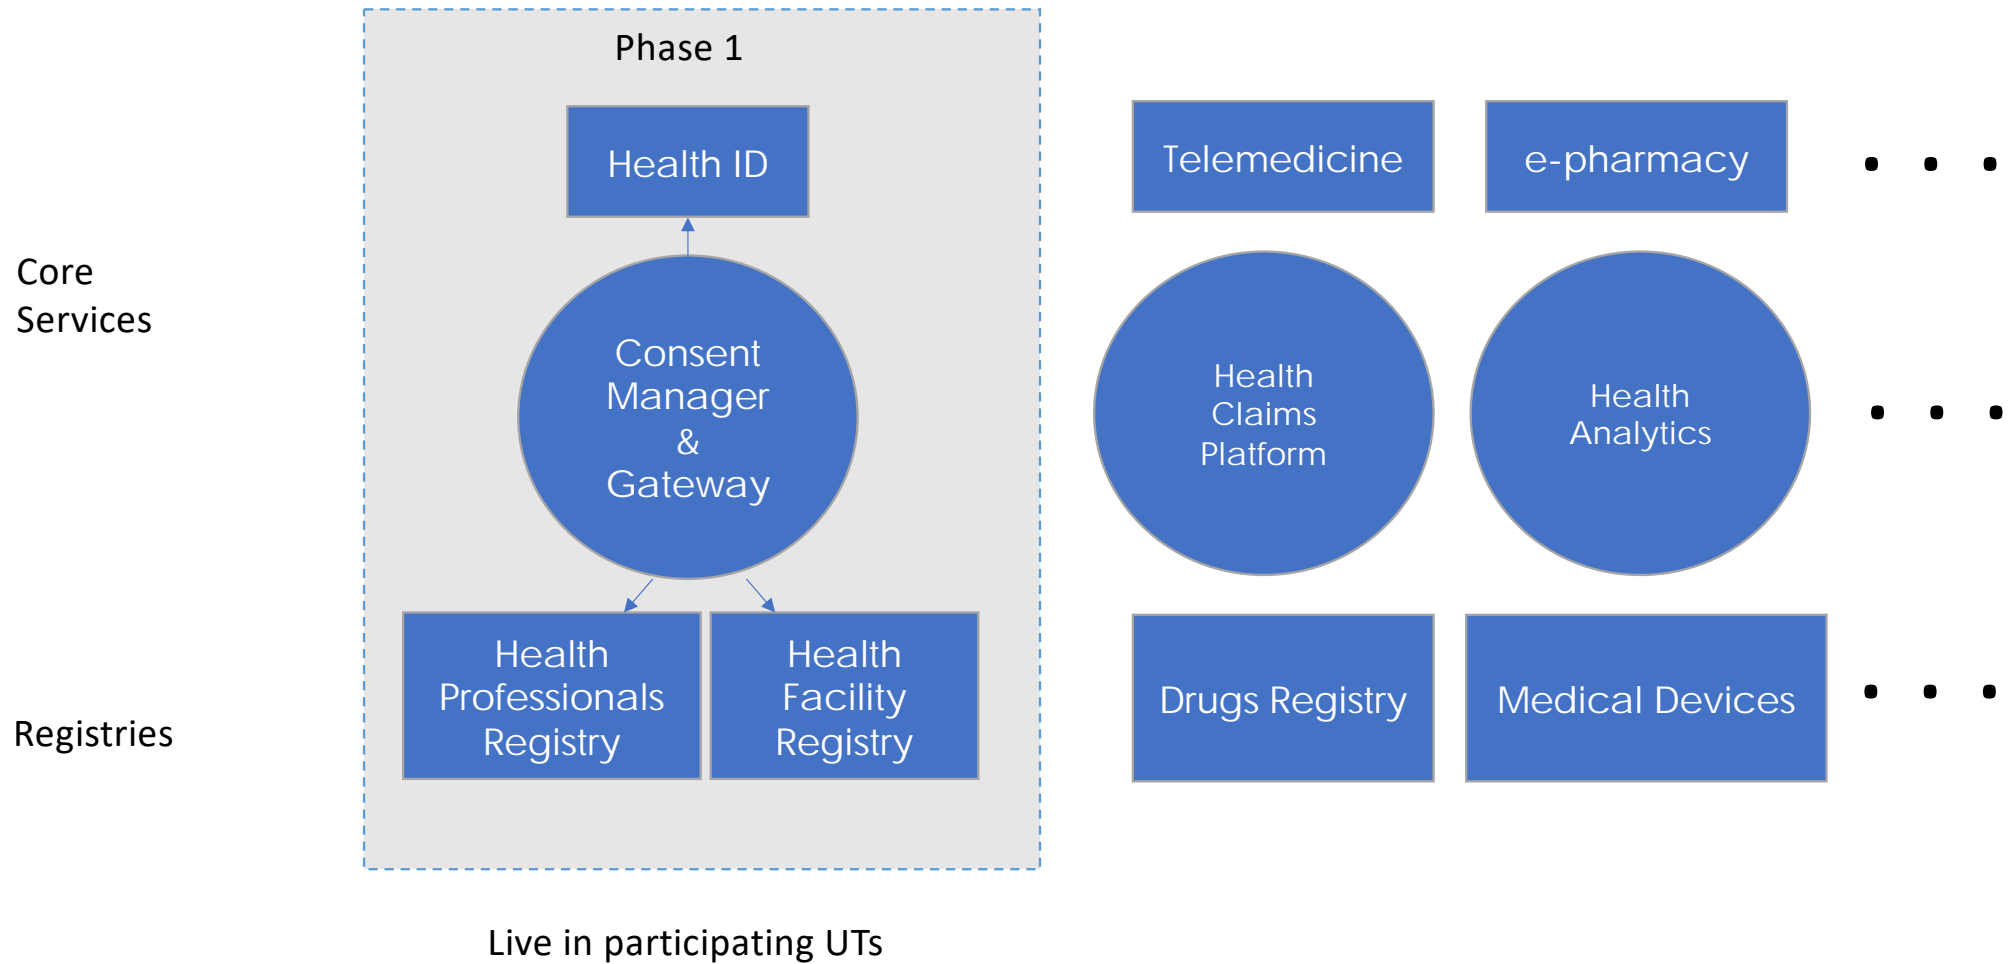 Phase 1
Health ID
Telemedicine
e-pharmacy
. . .
Core
Services
Consent
Manager
&
Gateway
Health
Claims
Platform
Health
Analytics
. . .
Registries
Health
Professionals
Registry
Health
Facility
Registry
Drugs Registry
Medical Devices
. . .
Live in participating UTs